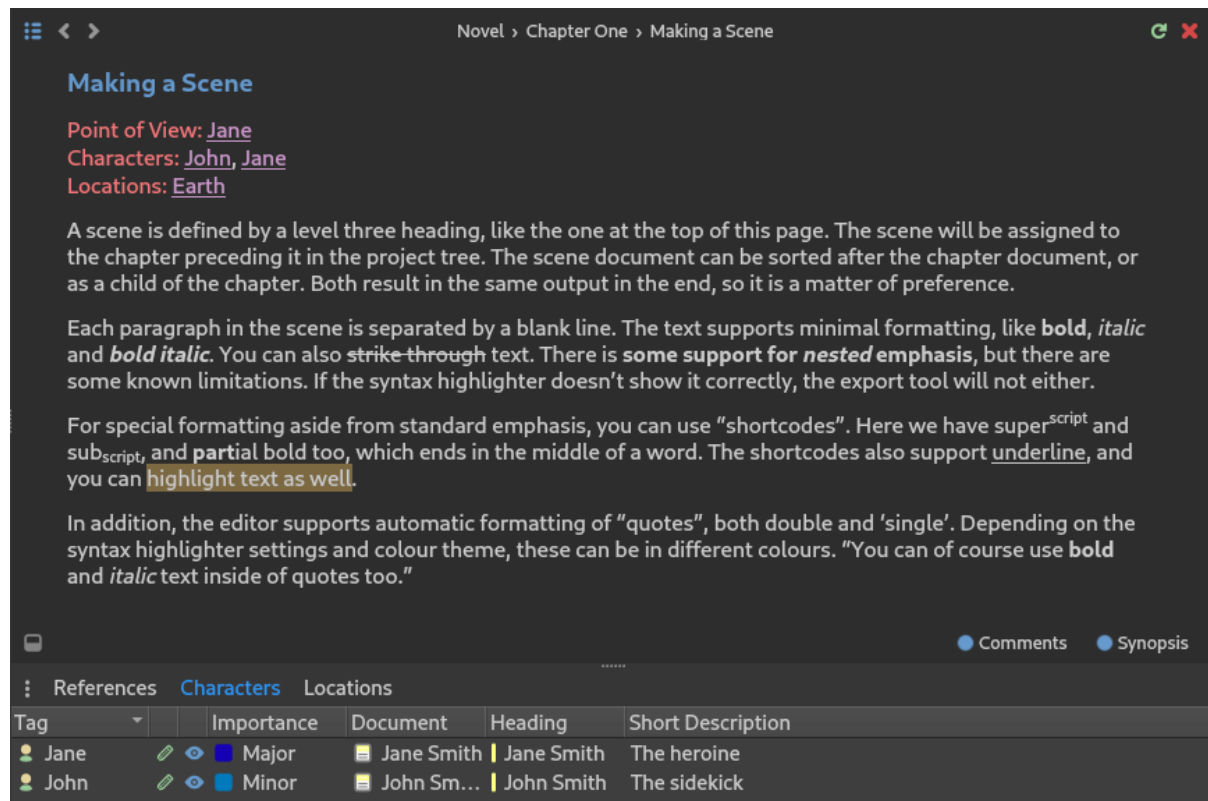 Novel › Chapter One › Making a Scene
Making a Scene
Point of View: Jane
Characters: John, Jane
Locations: Earth
A scene is defined by a level three heading, like the one at the top of this page. The scene will be assigned to
the chapter preceding it in the project tree. The scene document can be sorted after the chapter document, or
as a child of the chapter. Both result in the same output in the end, so it is a matter of preference.
Each paragraph in the scene is separated by a blank line. The text supports minimal formatting, like bold, italic
and bold italic. You can also strike through text. There is some support for nested emphasis, but there are
some known limitations. If the syntax highlighter doesn’t show it correctly, the export tool will not either.
For special formatting aside from standard emphasis, you can use “shortcodes”. Here we have superscript and
subscript, and partial bold too, which ends in the middle of a word. The shortcodes also support underline, and
you can highlight text as well.
In addition, the editor supports automatic formatting of “quotes”, both double and ‘single’. Depending on the
syntax highlighter settings and colour theme, these can be in different colours. “You can of course use bold
and italic text inside of quotes too.”
Comments Synopsis
References Characters Locations
Tag Importance Document Heading Short Description
Jane Major Jane Smith Jane Smith The heroine
John Minor John Sm... John Smith The sidekick